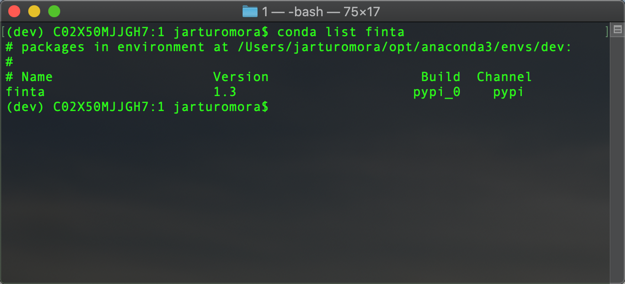 1 — -bash — 75×17
(dev) C02X50MJJGH7:1 jarturomora$ conda list finta
# packages in environment at /Users/jarturomora/opt/anaconda3/envs/dev:
#
# Name                    Version                   Build  Channel
finta                     1.3                      pypi_0    pypi
(dev) C02X50MJJGH7:1 jarturomora$